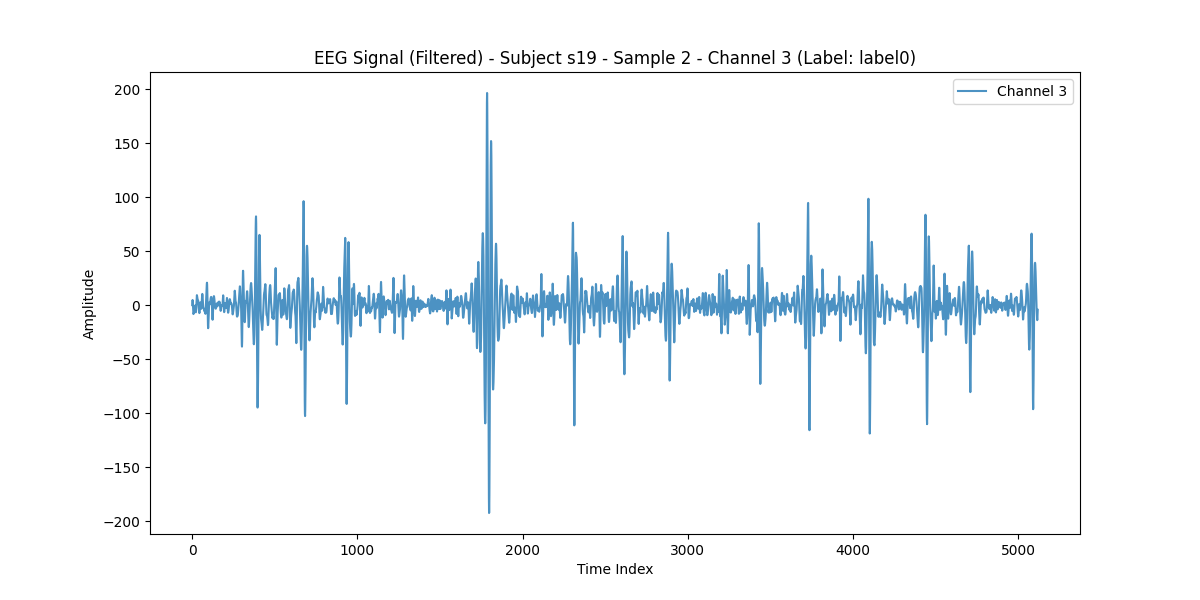 EEG Signal (Filtered) - Subject s19 - Sample 2 - Channel 3 (Label: label0)
Channel 3
200
150
100
50
0
−50
−100
−150
−200
Amplitude
0 1000 2000 3000 4000 5000
Time Index